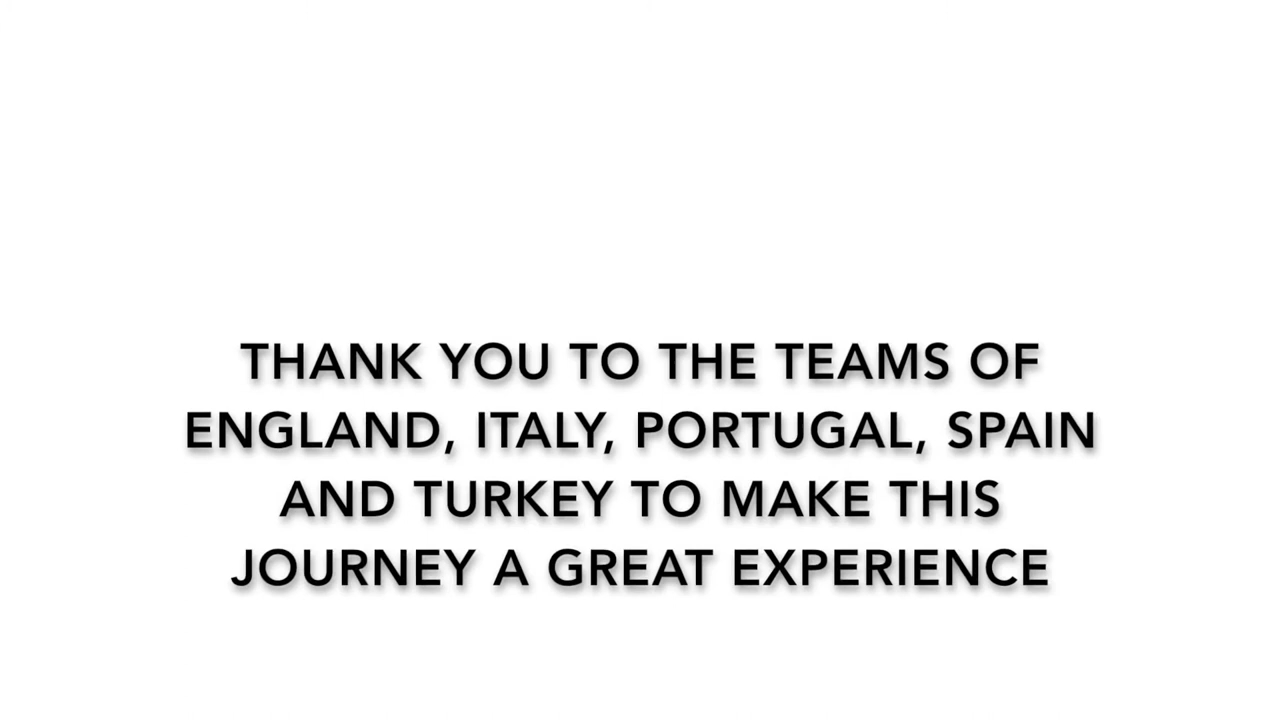 THANK YOU TO THE TEAMS OF
ENGLAND, ITALY, PORTUGAL, SPAIN
AND TURKEY TO MAKE THIS
JOURNEY A GREAT EXPERIENCE